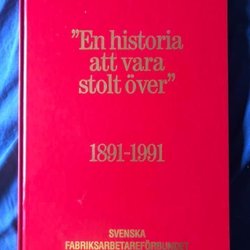 "En historia
att vara
stolt över"
1891-1991
SVENSKA
FABRIKSARBETAREFÖRBUNDET